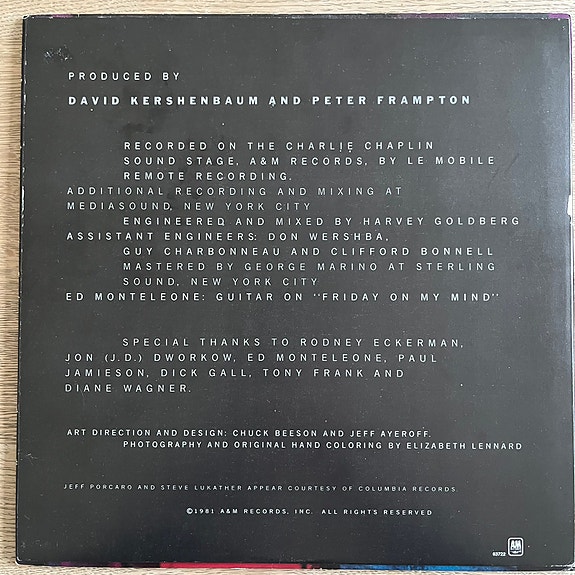 PRODUCED BY
DAVID KERSHENBAUM AND PETER FRAMPTON
RECORDED ON THE CHARLIE CHAPLIN
SOUND STAGE, A&M RECORDS, BY LE MOBILE
REMOTE RECORDING.
ADDITIONAL RECORDING AND MIXING AT
MEDIASOUND, NEW YORK CITY
ENGINEERED AND MIXED BY HARVEY GOLDBERG
ASSISTANT ENGINEERS: DON WERSHBA,
GUY CHARBONNEAU AND CLIFFORD BONNELL
MASTERED BY GEORGE MARINO AT STERLING
SOUND, NEW YORK CITY
ED MONTELEONE: GUITAR ON "FRIDAY ON MY MIND"
SPECIAL THANKS TO RODNEY ECKERMAN,
JON (J.D.) DWORKOW, ED MONTELEONE, PAUL
JAMIESON, DICK GALL, TONY FRANK AND
DIANE WAGNER.
ART DIRECTION AND DESIGN: CHUCK BEESON AND JEFF AYEROFF.
PHOTOGRAPHY AND ORIGINAL HAND COLORING BY ELIZABETH LENNARD
JEFF PORCARO AND STEVE LUKATHER APPEAR COURTESY OF COLUMBIA RECORDS.
©1981 A&M RECORDS, INC. ALL RIGHTS RESERVED
63722
A&M